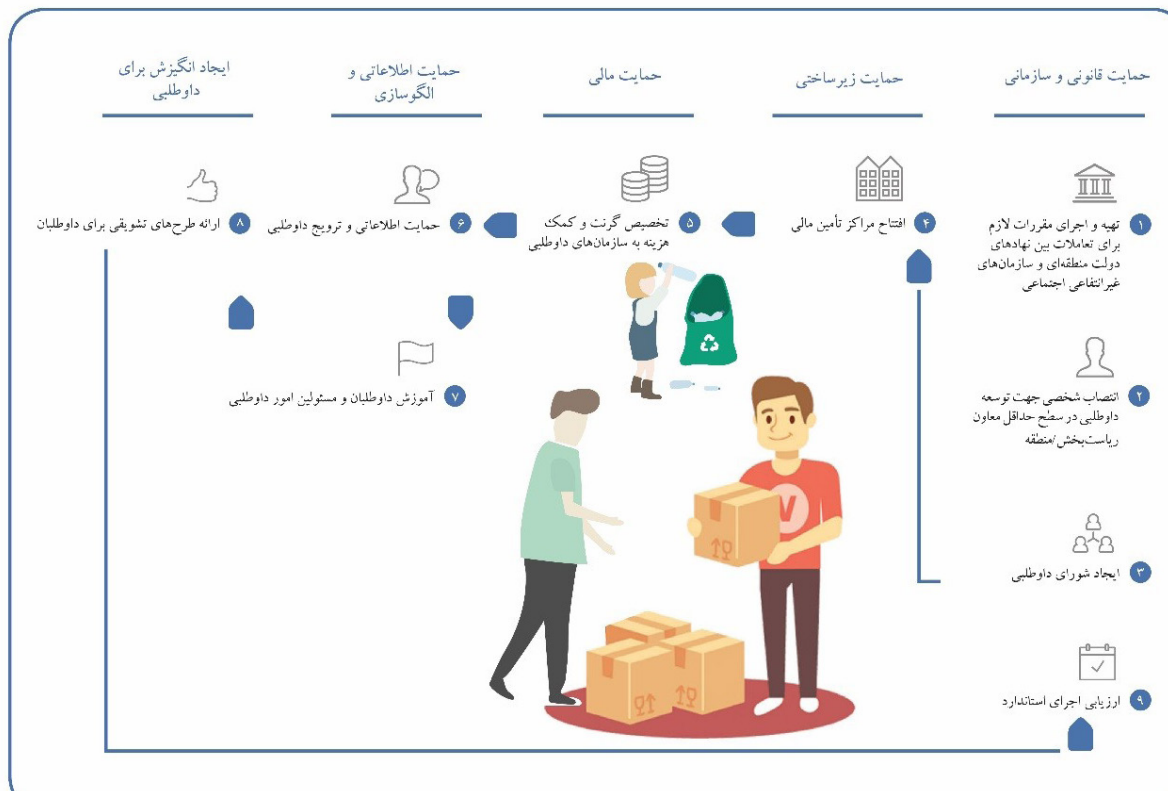 حمایت قانونی و سازمانی
حمایت زیرساختی
حمایت مالی
حمایت اطلاعاتی و
الگوسازی
ایجاد انگیزش برای
داوطلبی
۱ تهیه و اجرای مقررات لازم
برای تعاملات بین نهادهای
دولت منطقه‌ای و سازمان‌های
غیرانتفاعی اجتماعی
۲ انتصاب شخصی جهت توسعه
داوطلبی در سطح حداقل معاون
ریاست‌بخش/منطقه
۳ ایجاد شورای داوطلبی
۹ ارزیابی اجرای استاندارد
۴ افتتاح مراکز تأمین مالی
۵ تخصیص گرنت و کمک
هزینه به سازمان‌های داوطلبی
۶ حمایت اطلاعاتی و ترویج داوطلبی
۷ آموزش داوطلبان و مسئولین امور داوطلبی
۸ ارائه طرح‌های تشویقی برای داوطلبان
V